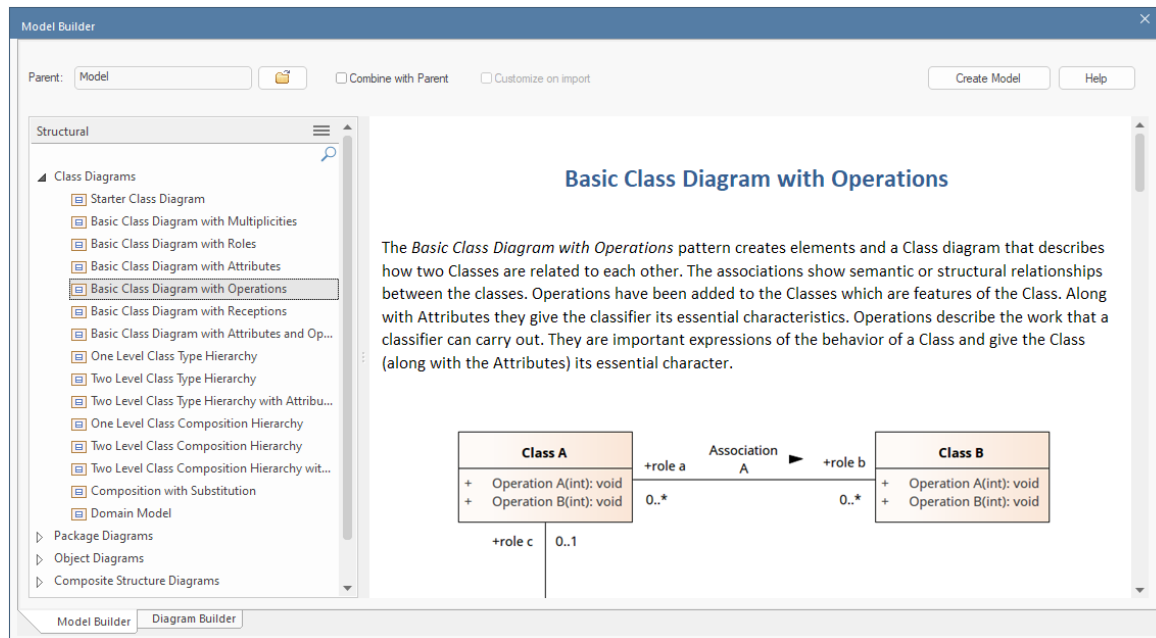 Model Builder
Parent:
Model
Combine with Parent
Customize on import
Create Model
Help
Structural
Class Diagrams
Starter Class Diagram
Basic Class Diagram with Multiplicities
Basic Class Diagram with Roles
Basic Class Diagram with Attributes
Basic Class Diagram with Operations
Basic Class Diagram with Receptions
Basic Class Diagram with Attributes and Op...
One Level Class Type Hierarchy
Two Level Class Type Hierarchy
Two Level Class Type Hierarchy with Attribu...
One Level Class Composition Hierarchy
Two Level Class Composition Hierarchy
Two Level Class Composition Hierarchy wit...
Composition with Substitution
Domain Model
Package Diagrams
Object Diagrams
Composite Structure Diagrams
Basic Class Diagram with Operations
The Basic Class Diagram with Operations pattern creates elements and a Class diagram that describes
how two Classes are related to each other. The associations show semantic or structural relationships
between the classes. Operations have been added to the Classes which are features of the Class. Along
with Attributes they give the classifier its essential characteristics. Operations describe the work that a
classifier can carry out. They are important expressions of the behavior of a Class and give the Class
(along with the Attributes) its essential character.
Class A
+ Operation A(int): void
+ Operation B(int): void
+role a
0..*
Association
A
+role b
0..*
Class B
+ Operation A(int): void
+ Operation B(int): void
+role c
0..1
Model Builder
Diagram Builder